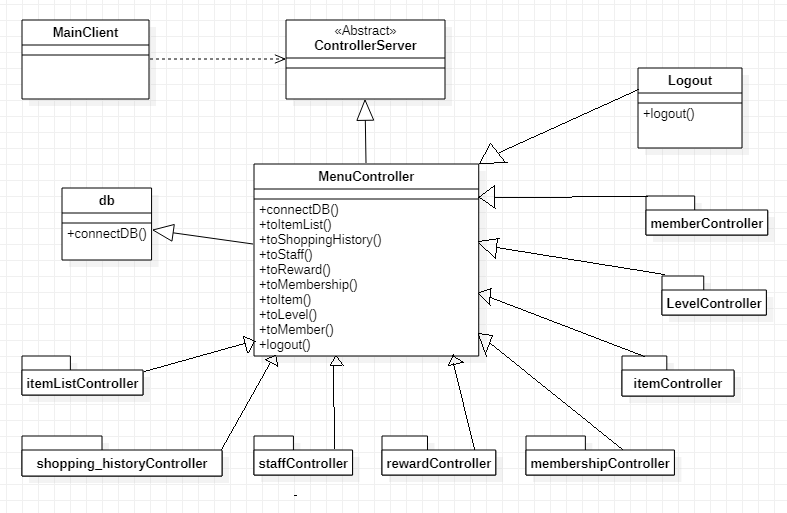 MainClient
«Abstract»
ControllerServer
Logout
+logout()
MenuController
+connectDB()
+toItemList()
+toShoppingHistory()
+toStaff()
+toReward()
+toMembership()
+toItem()
+toLevel()
+toMember()
+logout()
db
+connectDB()
memberController
LevelController
itemListController
itemController
shopping_historyController
staffController
rewardController
membershipController